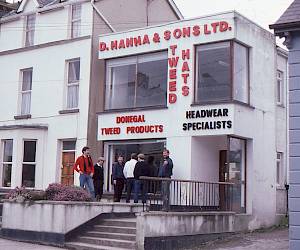 D. HANNA & SONS LTD.
TWEED
HATS
DONEGAL
TWEED PRODUCTS
HEADWEAR
SPECIALISTS